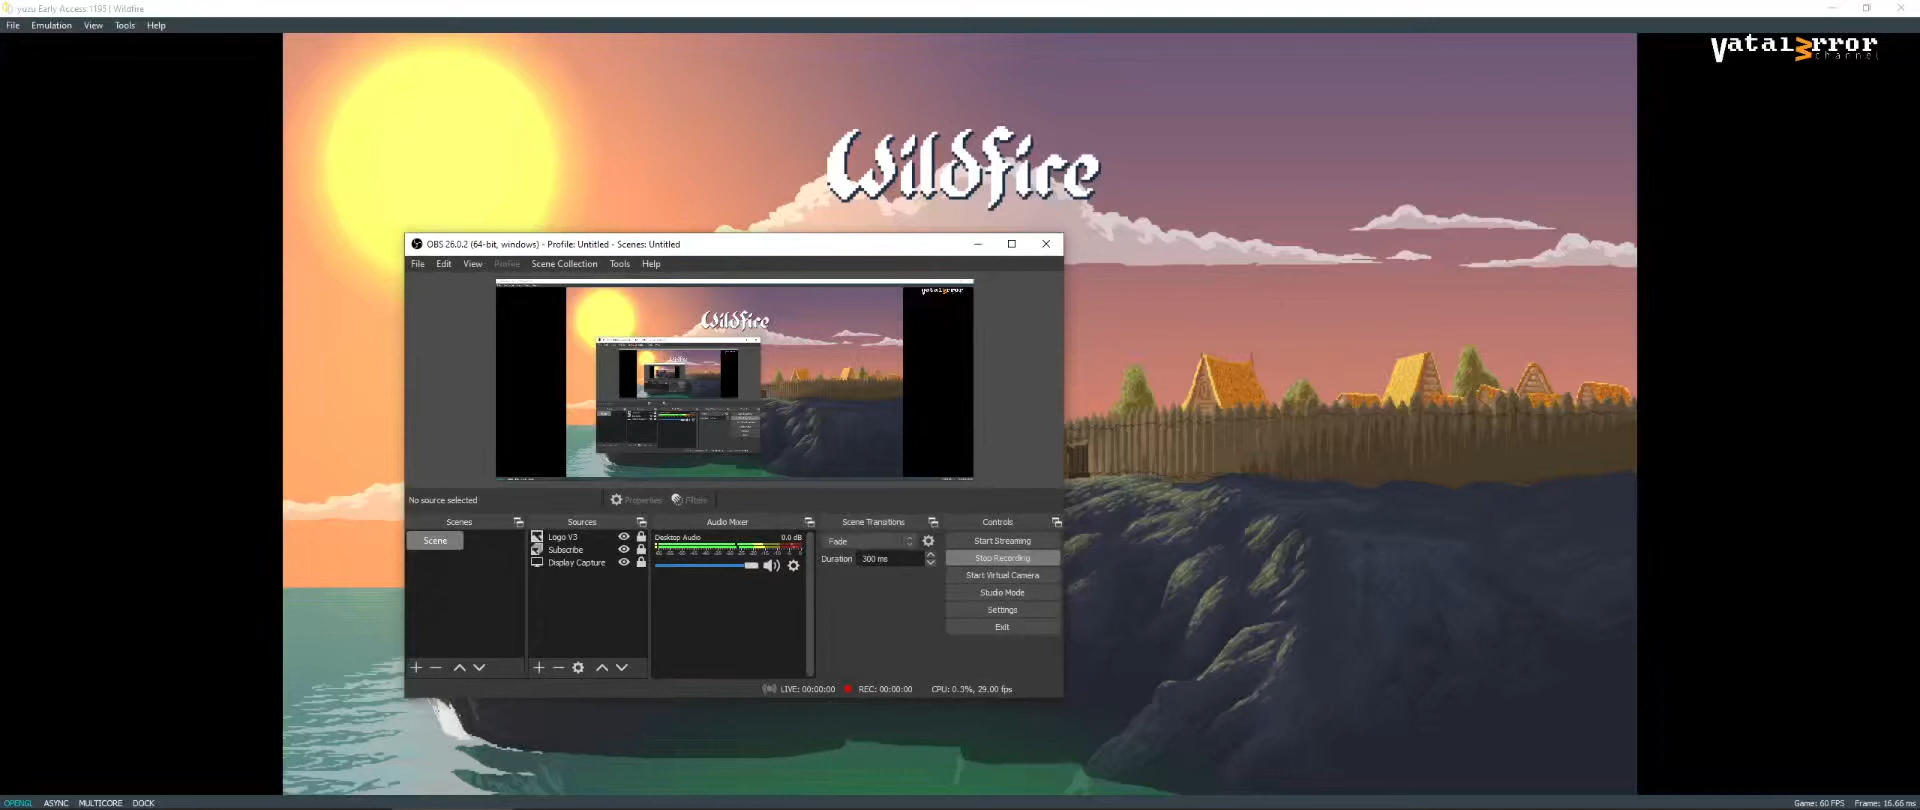 yuzu Early Access 1195 | Wildfire
File Emulation View Tools Help
Vatal3rror
channel
Wildfire
OBS 26.0.2 (64-bit, windows) - Profile: Untitled - Scenes: Untitled
File Edit View Profile Scene Collection Tools Help
Wildfire
No source selected
Properties Filters
Scenes Sources Audio Mixer Scene Transitions Controls
Scene
Logo V3
Subscribe
Display Capture
Desktop Audio 0.0 dB
Fade
Duration 300 ms
Start Streaming
Stop Recording
Start Virtual Camera
Studio Mode
Settings
Exit
LIVE: 00:00:00 REC: 00:00:00 CPU: 0.3%, 29.00 fps
OPENGL ASYNC MULTICORE DOCK
Game: 60 FPS Frame: 16.66 ms